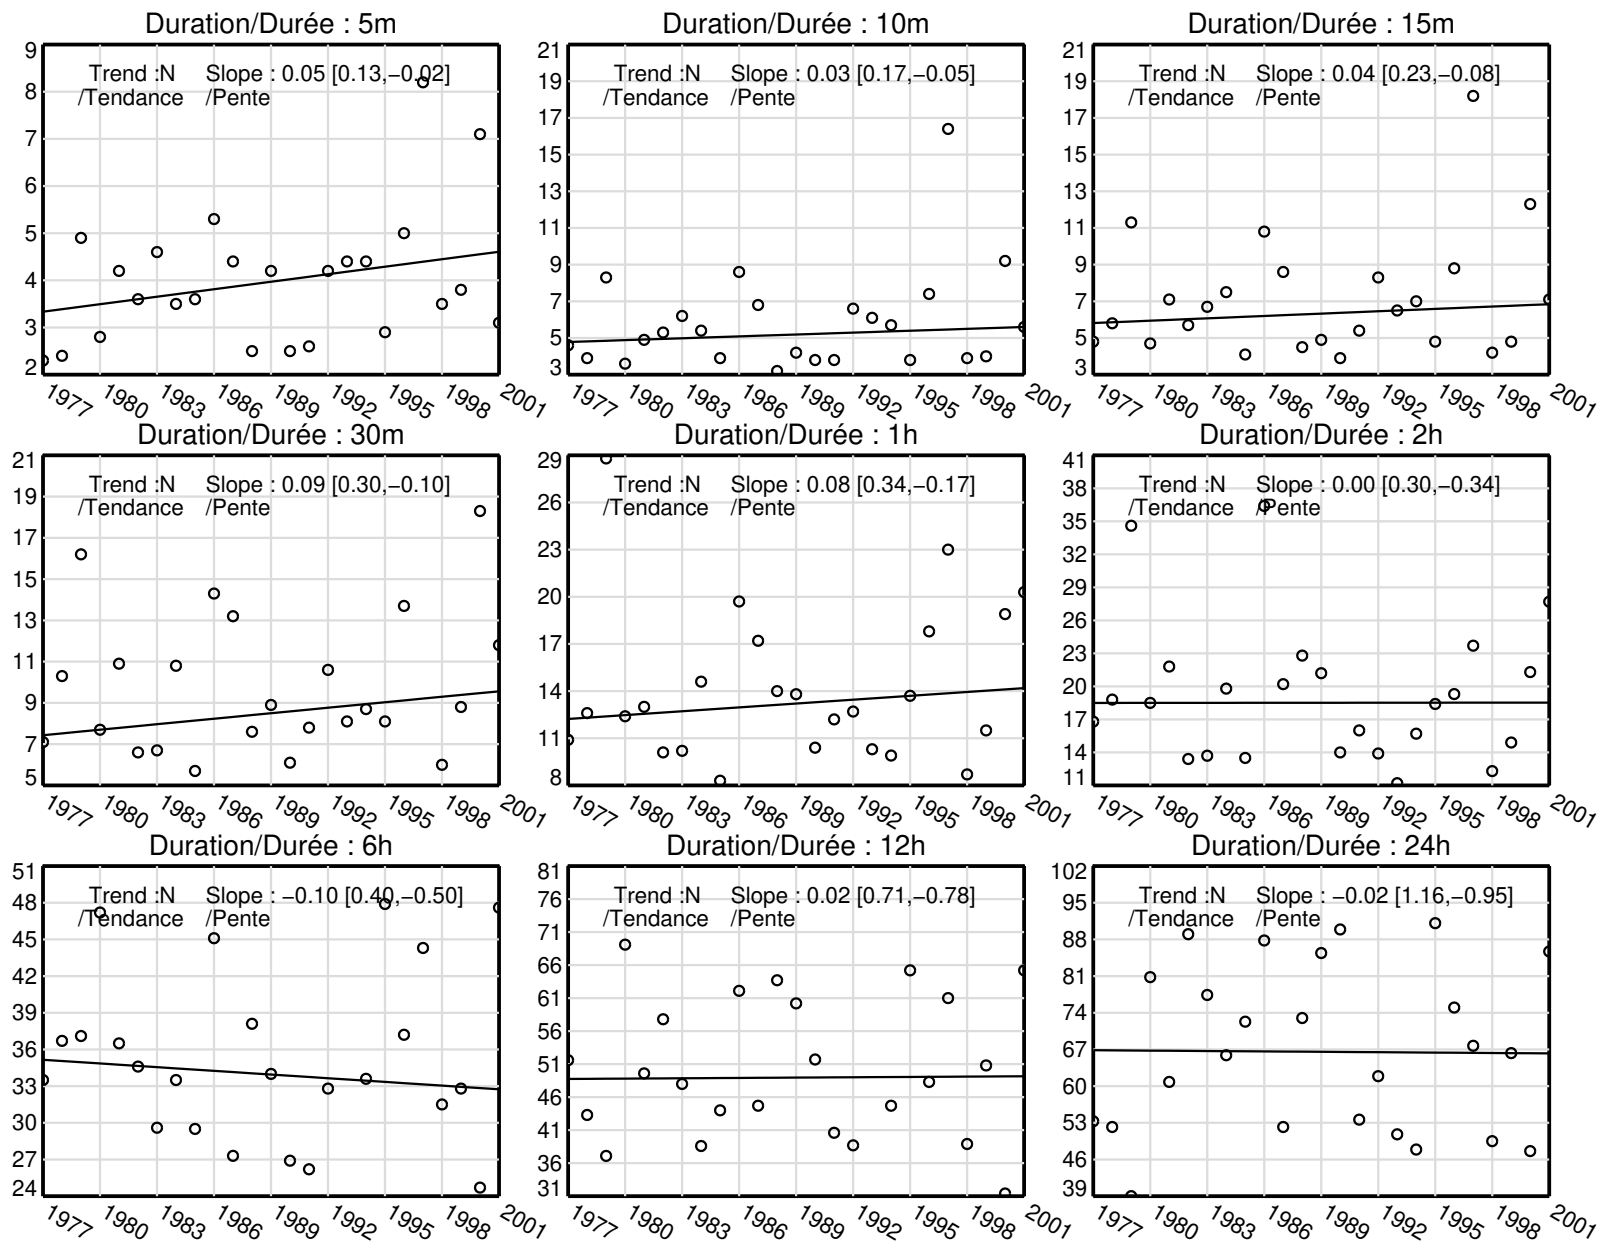 Duration/Durée : 5m
Trend :N Slope : 0.05 [0.13,−0.02]
/Tendance /Pente
9
8
7
6
5
4
3
2
1977 1980 1983 1986 1989 1992 1995 1998 2001
Duration/Durée : 10m
Trend :N Slope : 0.03 [0.17,−0.05]
/Tendance /Pente
21
19
17
15
13
11
9
7
5
3
1977 1980 1983 1986 1989 1992 1995 1998 2001
Duration/Durée : 15m
Trend :N Slope : 0.04 [0.23,−0.08]
/Tendance /Pente
21
19
17
15
13
11
9
7
5
3
1977 1980 1983 1986 1989 1992 1995 1998 2001
Duration/Durée : 30m
Trend :N Slope : 0.09 [0.30,−0.10]
/Tendance /Pente
21
19
17
15
13
11
9
7
5
1977 1980 1983 1986 1989 1992 1995 1998 2001
Duration/Durée : 1h
Trend :N Slope : 0.08 [0.34,−0.17]
/Tendance /Pente
29
26
23
20
17
14
11
8
1977 1980 1983 1986 1989 1992 1995 1998 2001
Duration/Durée : 2h
Trend :N Slope : 0.00 [0.30,−0.34]
/Tendance /Pente
41
38
35
32
29
26
23
20
17
14
11
1977 1980 1983 1986 1989 1992 1995 1998 2001
Duration/Durée : 6h
Trend :N Slope : −0.10 [0.40,−0.50]
/Tendance /Pente
51
48
45
42
39
36
33
30
27
24
1977 1980 1983 1986 1989 1992 1995 1998 2001
Duration/Durée : 12h
Trend :N Slope : 0.02 [0.71,−0.78]
/Tendance /Pente
81
76
71
66
61
56
51
46
41
36
31
1977 1980 1983 1986 1989 1992 1995 1998 2001
Duration/Durée : 24h
Trend :N Slope : −0.02 [1.16,−0.95]
/Tendance /Pente
102
95
88
81
74
67
60
53
46
39
1977 1980 1983 1986 1989 1992 1995 1998 2001